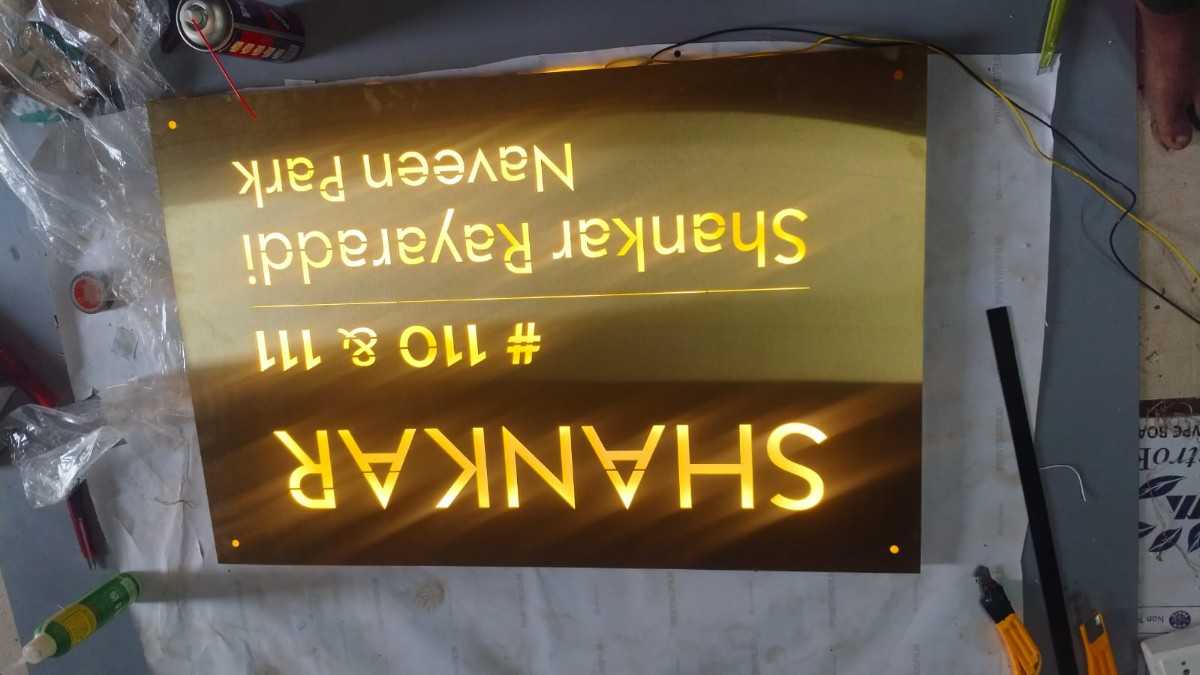 SHANKAR
# 110 & 111
Shankar Rayaraddi
Naveen Park